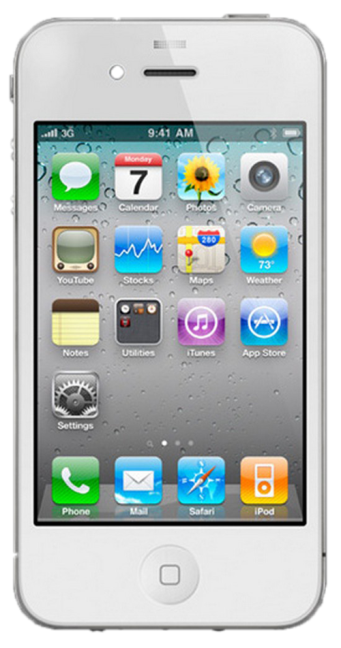 3G 9:41 AM
Monday
7
Messages Calendar Photos Camera
280
73°
YouTube Stocks Maps Weather
Notes Utilities iTunes App Store
Settings
Phone Mail Safari iPod